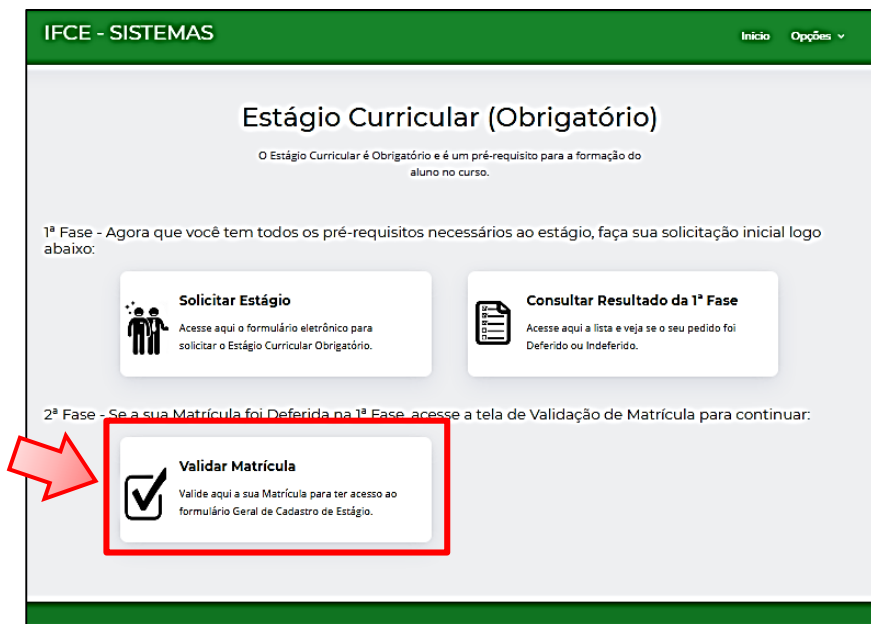 IFCE - SISTEMAS
Início Opções
Estágio Curricular (Obrigatório)
O Estágio Curricular é Obrigatório e é um pré-requisito para a formação do
aluno no curso.
1ª Fase - Agora que você tem todos os pré-requisitos necessários ao estágio, faça sua solicitação inicial logo
abaixo:
Solicitar Estágio
Acesse aqui o formulário eletrônico para
solicitar o Estágio Curricular Obrigatório.
Consultar Resultado da 1ª Fase
Acesse aqui a lista e veja se o seu pedido foi
Deferido ou Indeferido.
2ª Fase - Se a sua Matrícula foi Deferida na 1ª Fase, acesse a tela de Validação de Matrícula para continuar:
Validar Matrícula
Valide aqui a sua Matrícula para ter acesso ao
formulário Geral de Cadastro de Estágio.